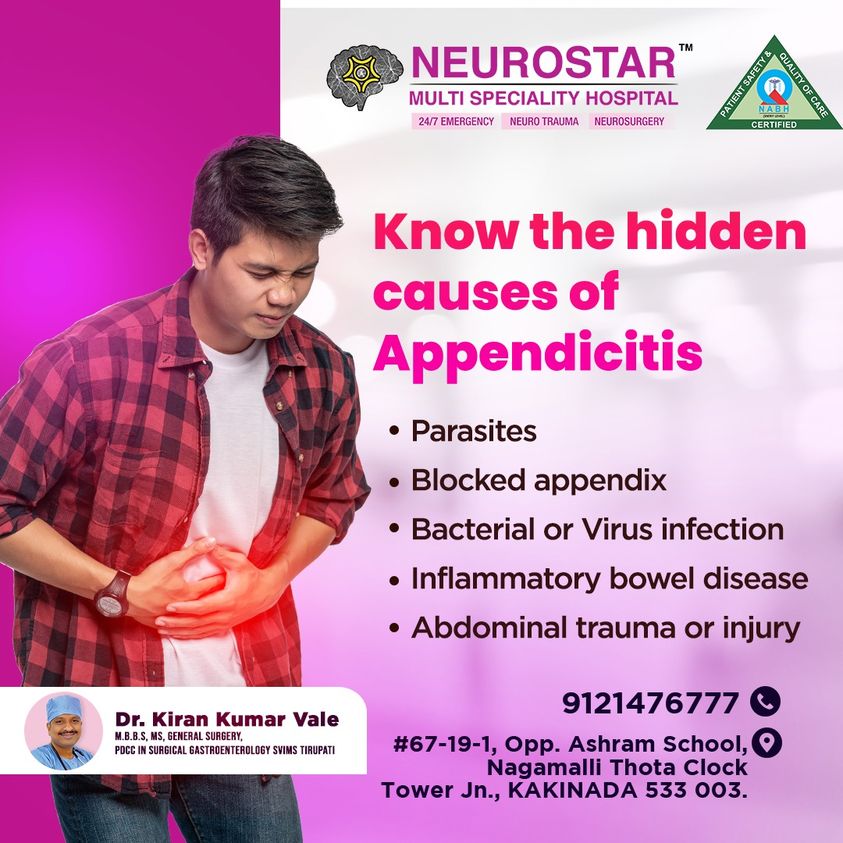 NEUROSTAR™
MULTI SPECIALITY HOSPITAL
24/7 EMERGENCY NEURO TRAUMA NEUROSURGERY
PATIENT SAFETY & QUALITY OF CARE
NABH
(ENTRY LEVEL)
CERTIFIED
Know the hidden
causes of
Appendicitis
• Parasites
• Blocked appendix
• Bacterial or Virus infection
• Inflammatory bowel disease
• Abdominal trauma or injury
Dr. Kiran Kumar Vale
M.B.B.S, MS, GENERAL SURGERY,
PDCC IN SURGICAL GASTROENTEROLOGY SVIMS TIRUPATI
9121476777
#67-19-1, Opp. Ashram School,
Nagamalli Thota Clock
Tower Jn., KAKINADA 533 003.